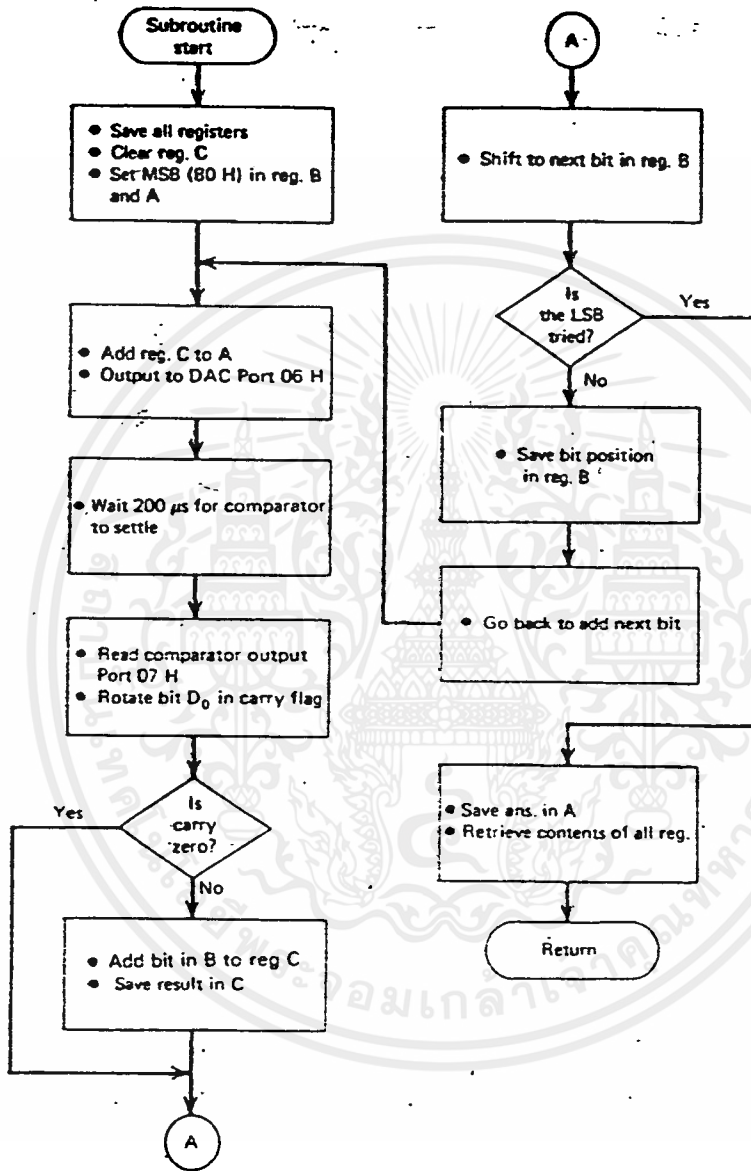 Subroutine
start
• Save all registers
• Clear reg. C
• Set MSB (80 H) in reg. B
and A
• Add reg. C to A
• Output to DAC Port 06 H
• Wait 200 µs for comparator
to settle
• Read comparator output
Port 07 H
• Rotate bit D₀ in carry flag
Is
carry
zero?
Yes
No
• Add bit in B to reg C
• Save result in C
A
A
• Shift to next bit in reg. B
Is
the LSB
tried?
Yes
No
• Save bit position
in reg. B
• Go back to add next bit
• Save ans. in A
• Retrieve contents of all reg.
Return